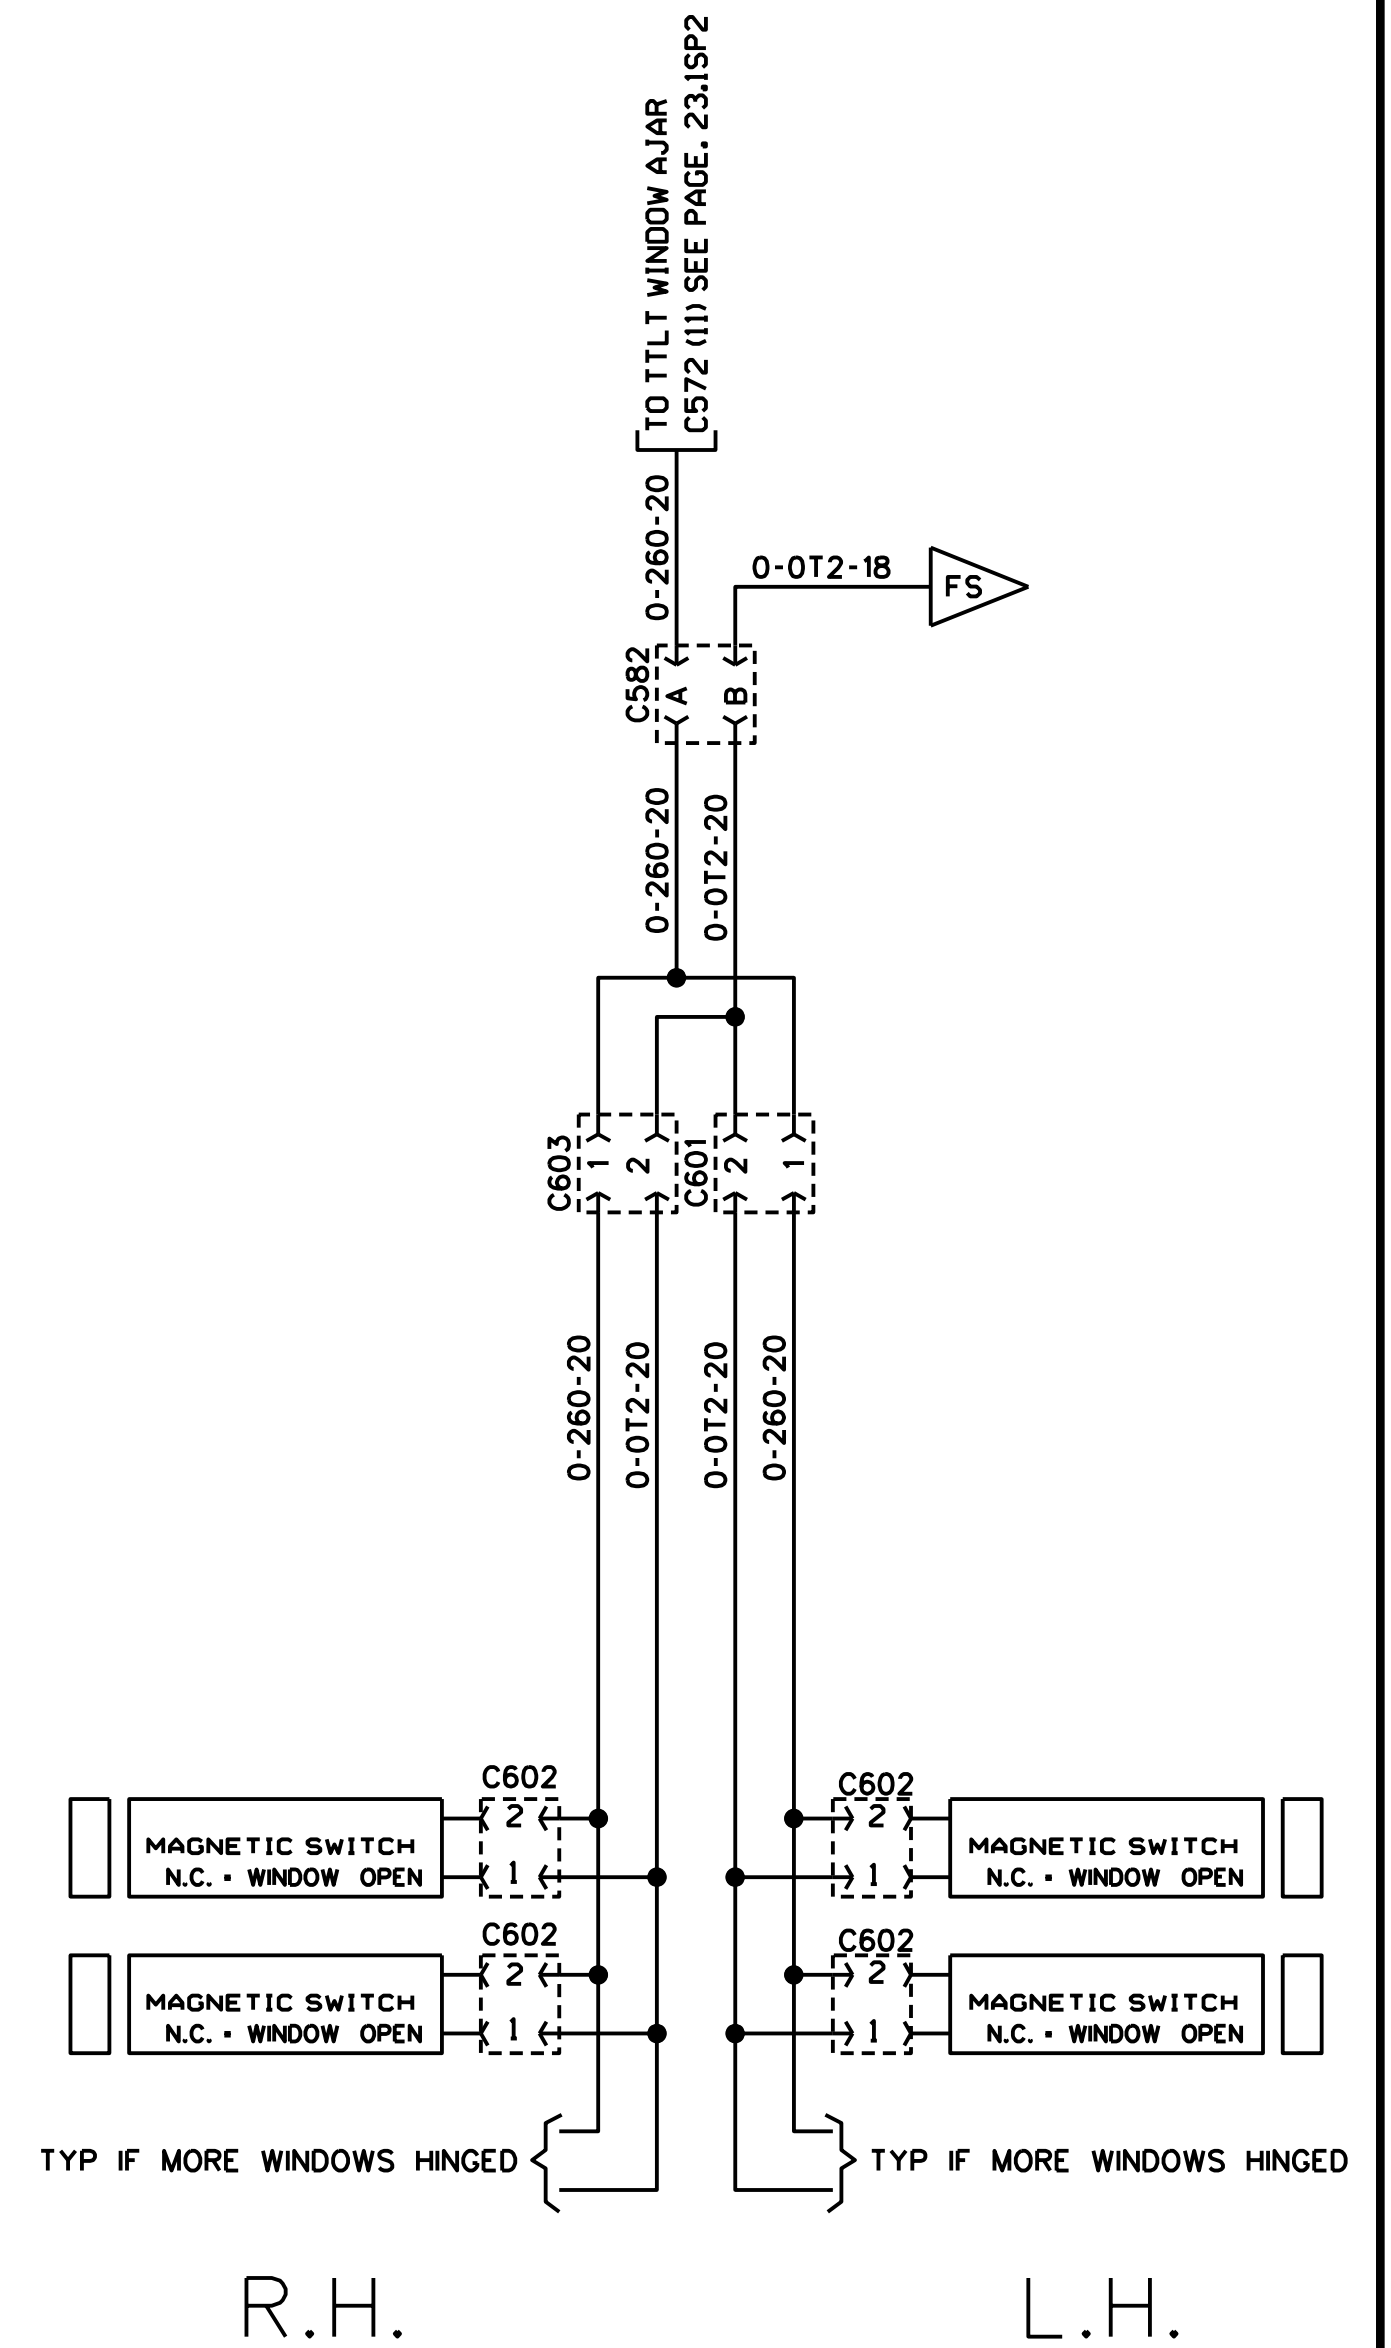 TO TTLT WINDOW AJAR
C572 (11) SEE PAGE. 23.1SP2
0-260-20
0-0T2-18
FS
C582
A
B
0-260-20
0-0T2-20
C603
1
2
C601
2
1
0-260-20
0-0T2-20
0-0T2-20
0-260-20
C602
2
1
MAGNETIC SWITCH
N.C. - WINDOW OPEN
C602
2
1
MAGNETIC SWITCH
N.C. - WINDOW OPEN
C602
2
1
MAGNETIC SWITCH
N.C. - WINDOW OPEN
C602
2
1
MAGNETIC SWITCH
N.C. - WINDOW OPEN
TYP IF MORE WINDOWS HINGED
TYP IF MORE WINDOWS HINGED
R.H.
L.H.